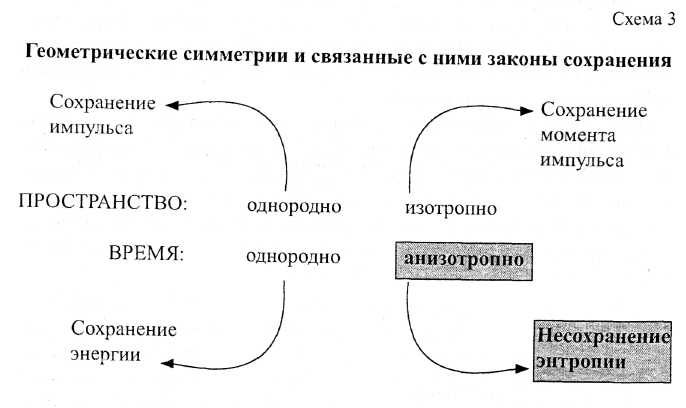 Схема 3
Геометрические симметрии и связанные с ними законы сохранения
Сохранение
импульса
Сохранение
момента
импульса
ПРОСТРАНСТВО: однородно изотропно
ВРЕМЯ: однородно анизотропно
Сохранение
энергии
Несохранение
энтропии